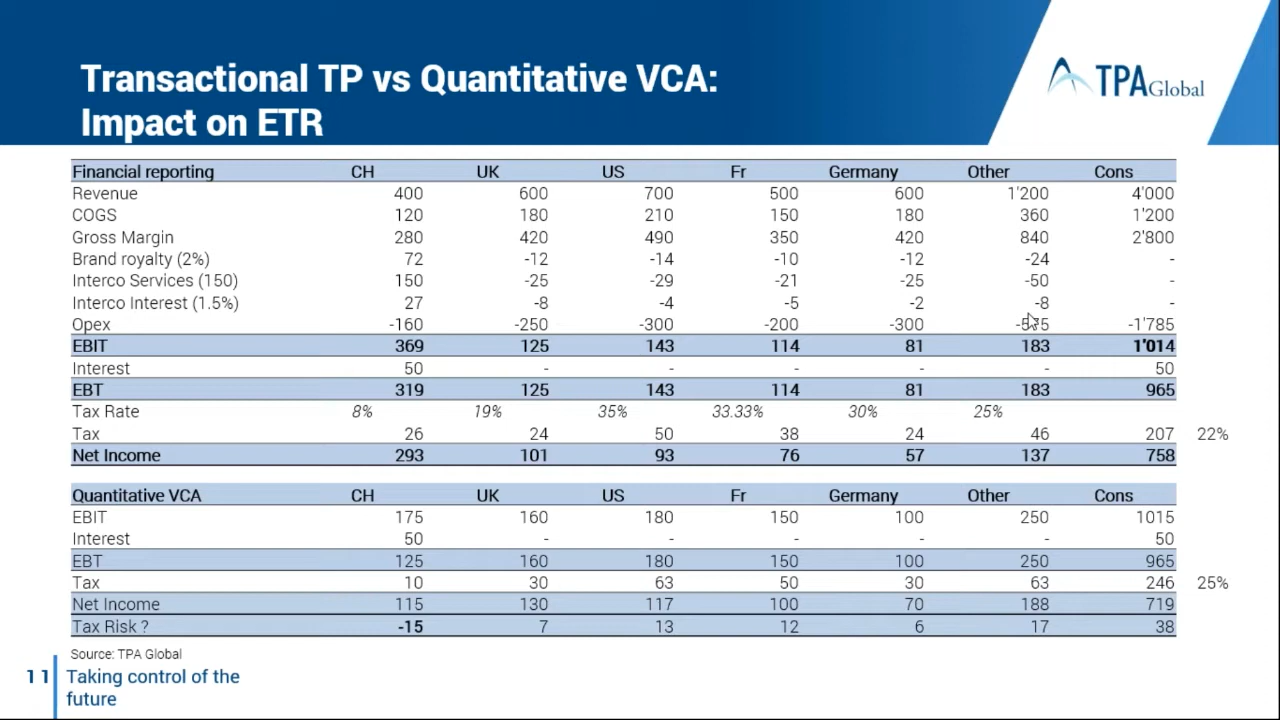 Transactional TP vs Quantitative VCA:
Impact on ETR
TPA Global
Financial reporting CH UK US Fr Germany Other Cons
Revenue 400 600 700 500 600 1'200 4'000
COGS 120 180 210 150 180 360 1'200
Gross Margin 280 420 490 350 420 840 2'800
Brand royalty (2%) 72 -12 -14 -10 -12 -24 -
Interco Services (150) 150 -25 -29 -21 -25 -50 -
Interco Interest (1.5%) 27 -8 -4 -5 -2 -8 -
Opex -160 -250 -300 -200 -300 -575 -1'785
EBIT 369 125 143 114 81 183 1'014
Interest 50 - - - - - 50
EBT 319 125 143 114 81 183 965
Tax Rate 8% 19% 35% 33.33% 30% 25%
Tax 26 24 50 38 24 46 207 22%
Net Income 293 101 93 76 57 137 758
Quantitative VCA CH UK US Fr Germany Other Cons
EBIT 175 160 180 150 100 250 1015
Interest 50 - - - - - 50
EBT 125 160 180 150 100 250 965
Tax 10 30 63 50 30 63 246 25%
Net Income 115 130 117 100 70 188 719
Tax Risk ? -15 7 13 12 6 17 38
Source: TPA Global
11 Taking control of the
future